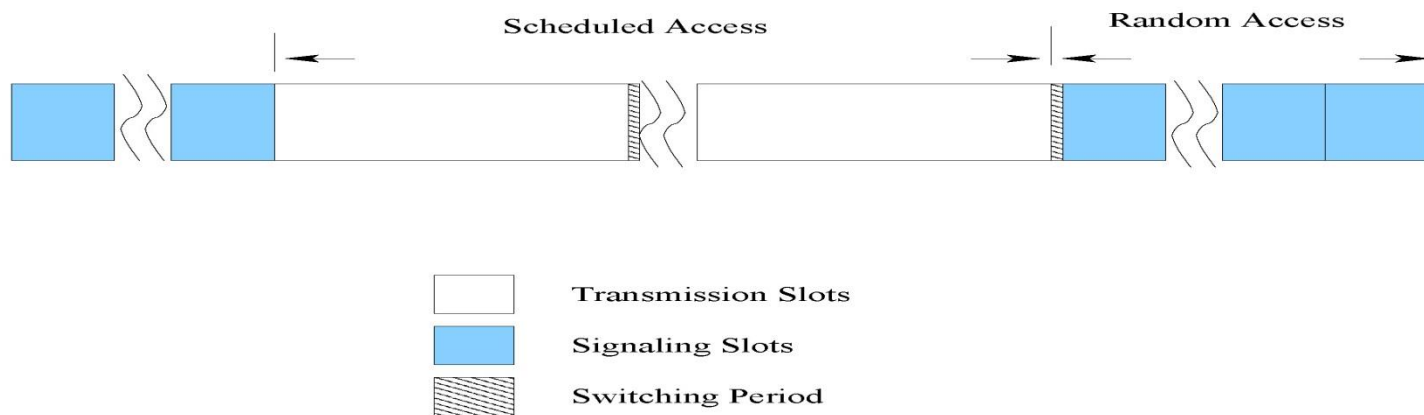 Scheduled Access
Random Access
Transmission Slots
Signaling Slots
Switching Period